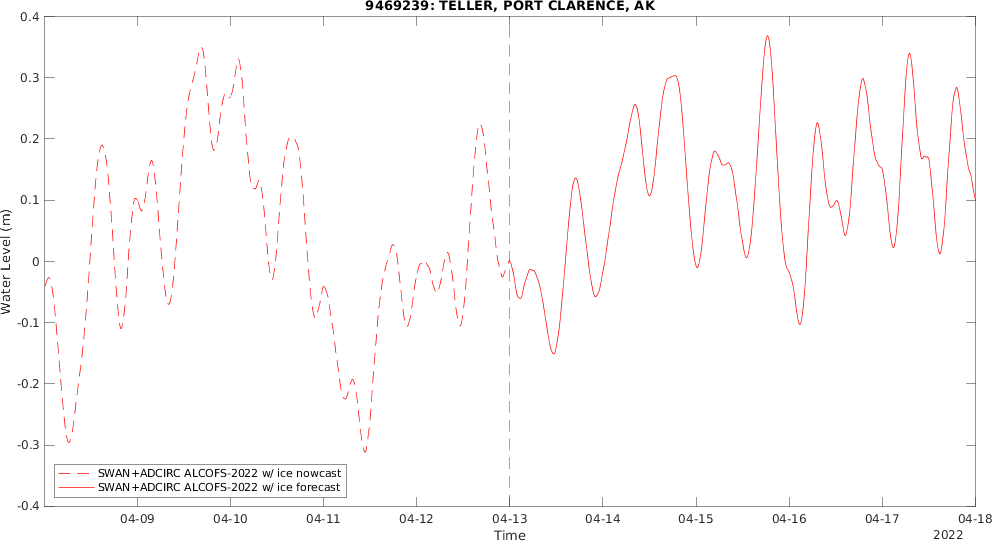 9469239: TELLER, PORT CLARENCE, AK
0.4
0.3
0.2
0.1
0
-0.1
-0.2
-0.3
-0.4
Water Level (m)
SWAN+ADCIRC ALCOFS-2022 w/ ice nowcast
SWAN+ADCIRC ALCOFS-2022 w/ ice forecast
04-09 04-10 04-11 04-12 04-13 04-14 04-15 04-16 04-17 04-18
Time
2022